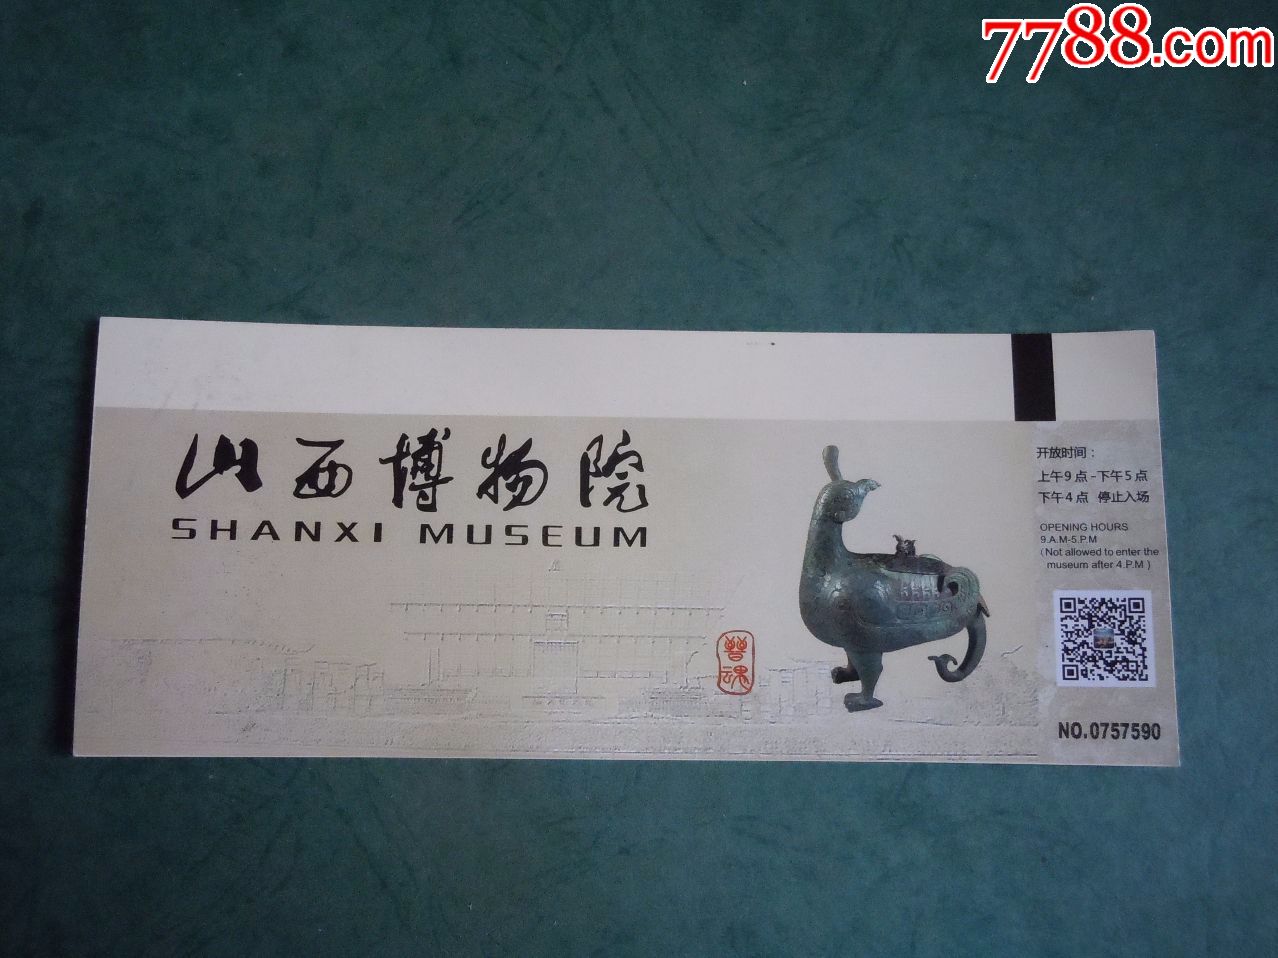 7788.com
山西博物院
SHANXI MUSEUM
晋魂
开放时间：
上午9点-下午5点
下午4点 停止入场
OPENING HOURS
9.A.M-5.P.M
(Not allowed to enter the
museum after 4.P.M)
NO.0757590